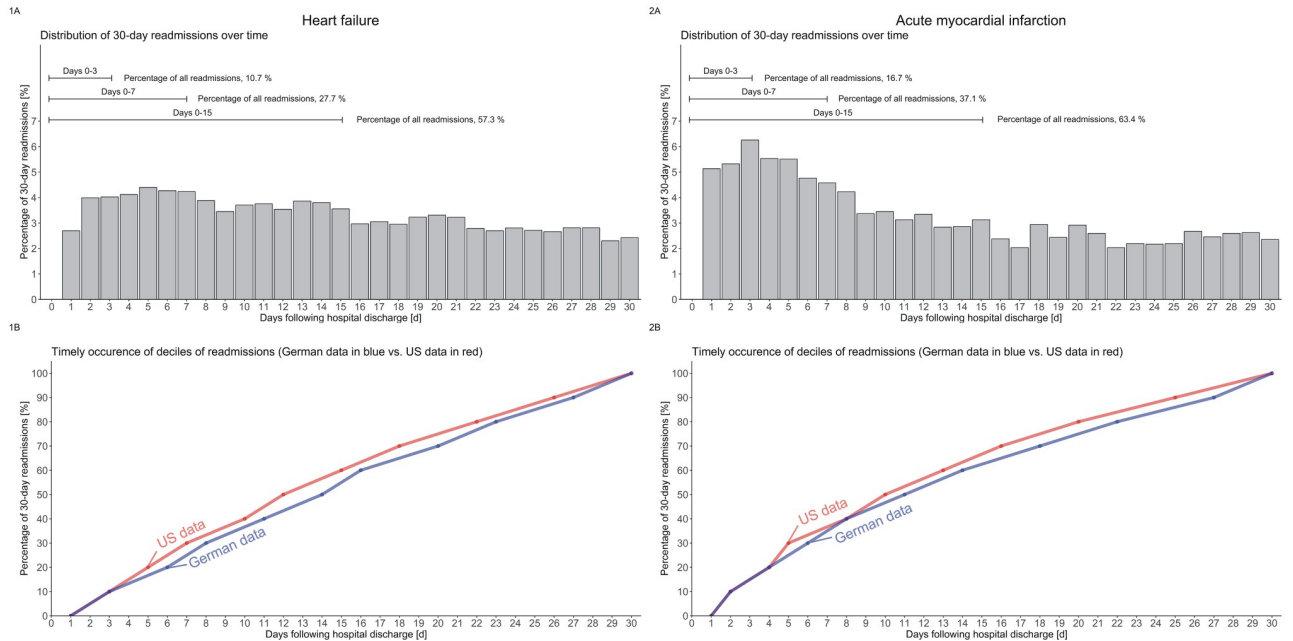 1A
Heart failure
Distribution of 30-day readmissions over time
Days 0-3
Percentage of all readmissions, 10.7 %
Days 0-7
Percentage of all readmissions, 27.7 %
Days 0-15
Percentage of all readmissions, 57.3 %
Percentage of 30-day readmissions [%]
7
6
5
4
3
2
1
0
0 1 2 3 4 5 6 7 8 9 10 11 12 13 14 15 16 17 18 19 20 21 22 23 24 25 26 27 28 29 30
Days following hospital discharge [d]
2A
Acute myocardial infarction
Distribution of 30-day readmissions over time
Days 0-3
Percentage of all readmissions, 16.7 %
Days 0-7
Percentage of all readmissions, 37.1 %
Days 0-15
Percentage of all readmissions, 63.4 %
Percentage of 30-day readmissions [%]
7
6
5
4
3
2
1
0
0 1 2 3 4 5 6 7 8 9 10 11 12 13 14 15 16 17 18 19 20 21 22 23 24 25 26 27 28 29 30
Days following hospital discharge [d]
1B
Timely occurence of deciles of readmissions (German data in blue vs. US data in red)
Percentage of 30-day readmissions [%]
100
90
80
70
60
50
40
30
20
10
0
US data
German data
0 1 2 3 4 5 6 7 8 9 10 11 12 13 14 15 16 17 18 19 20 21 22 23 24 25 26 27 28 29 30
Days following hospital discharge [d]
2B
Timely occurence of deciles of readmissions (German data in blue vs. US data in red)
Percentage of 30-day readmissions [%]
100
90
80
70
60
50
40
30
20
10
0
US data
German data
0 1 2 3 4 5 6 7 8 9 10 11 12 13 14 15 16 17 18 19 20 21 22 23 24 25 26 27 28 29 30
Days following hospital discharge [d]